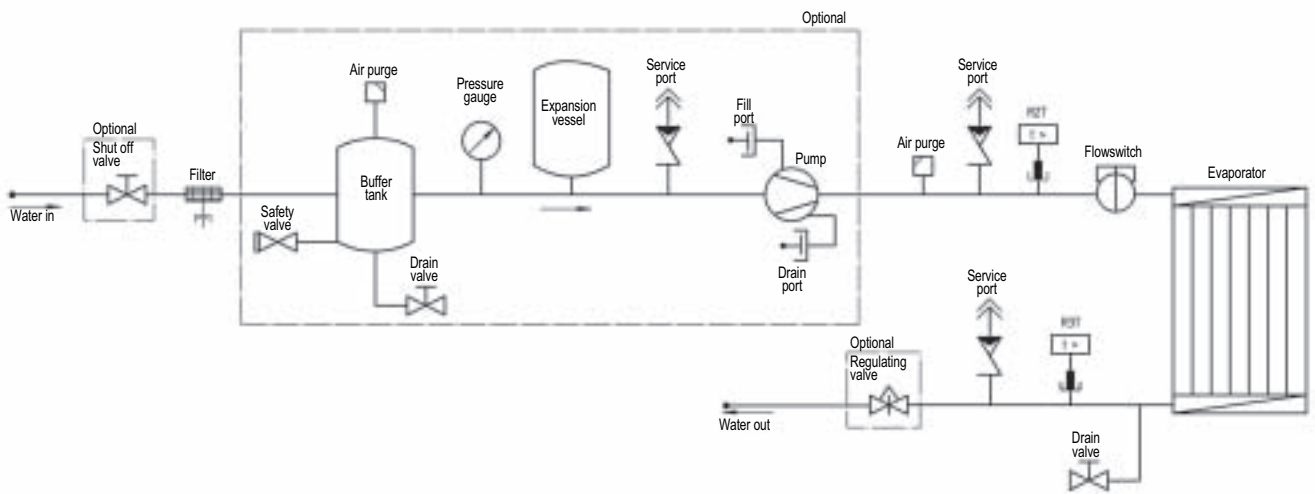 Optional
Air purge
Pressure
gauge
Expansion
vessel
Service
port
Fill
port
Pump
Service
port
R2T
Air purge
Flowswitch
Evaporator
Optional
Shut off
valve
Filter
Buffer
tank
Water in
Safety
valve
Drain
valve
Drain
port
Service
port
R3T
Optional
Regulating
valve
Water out
Drain
valve